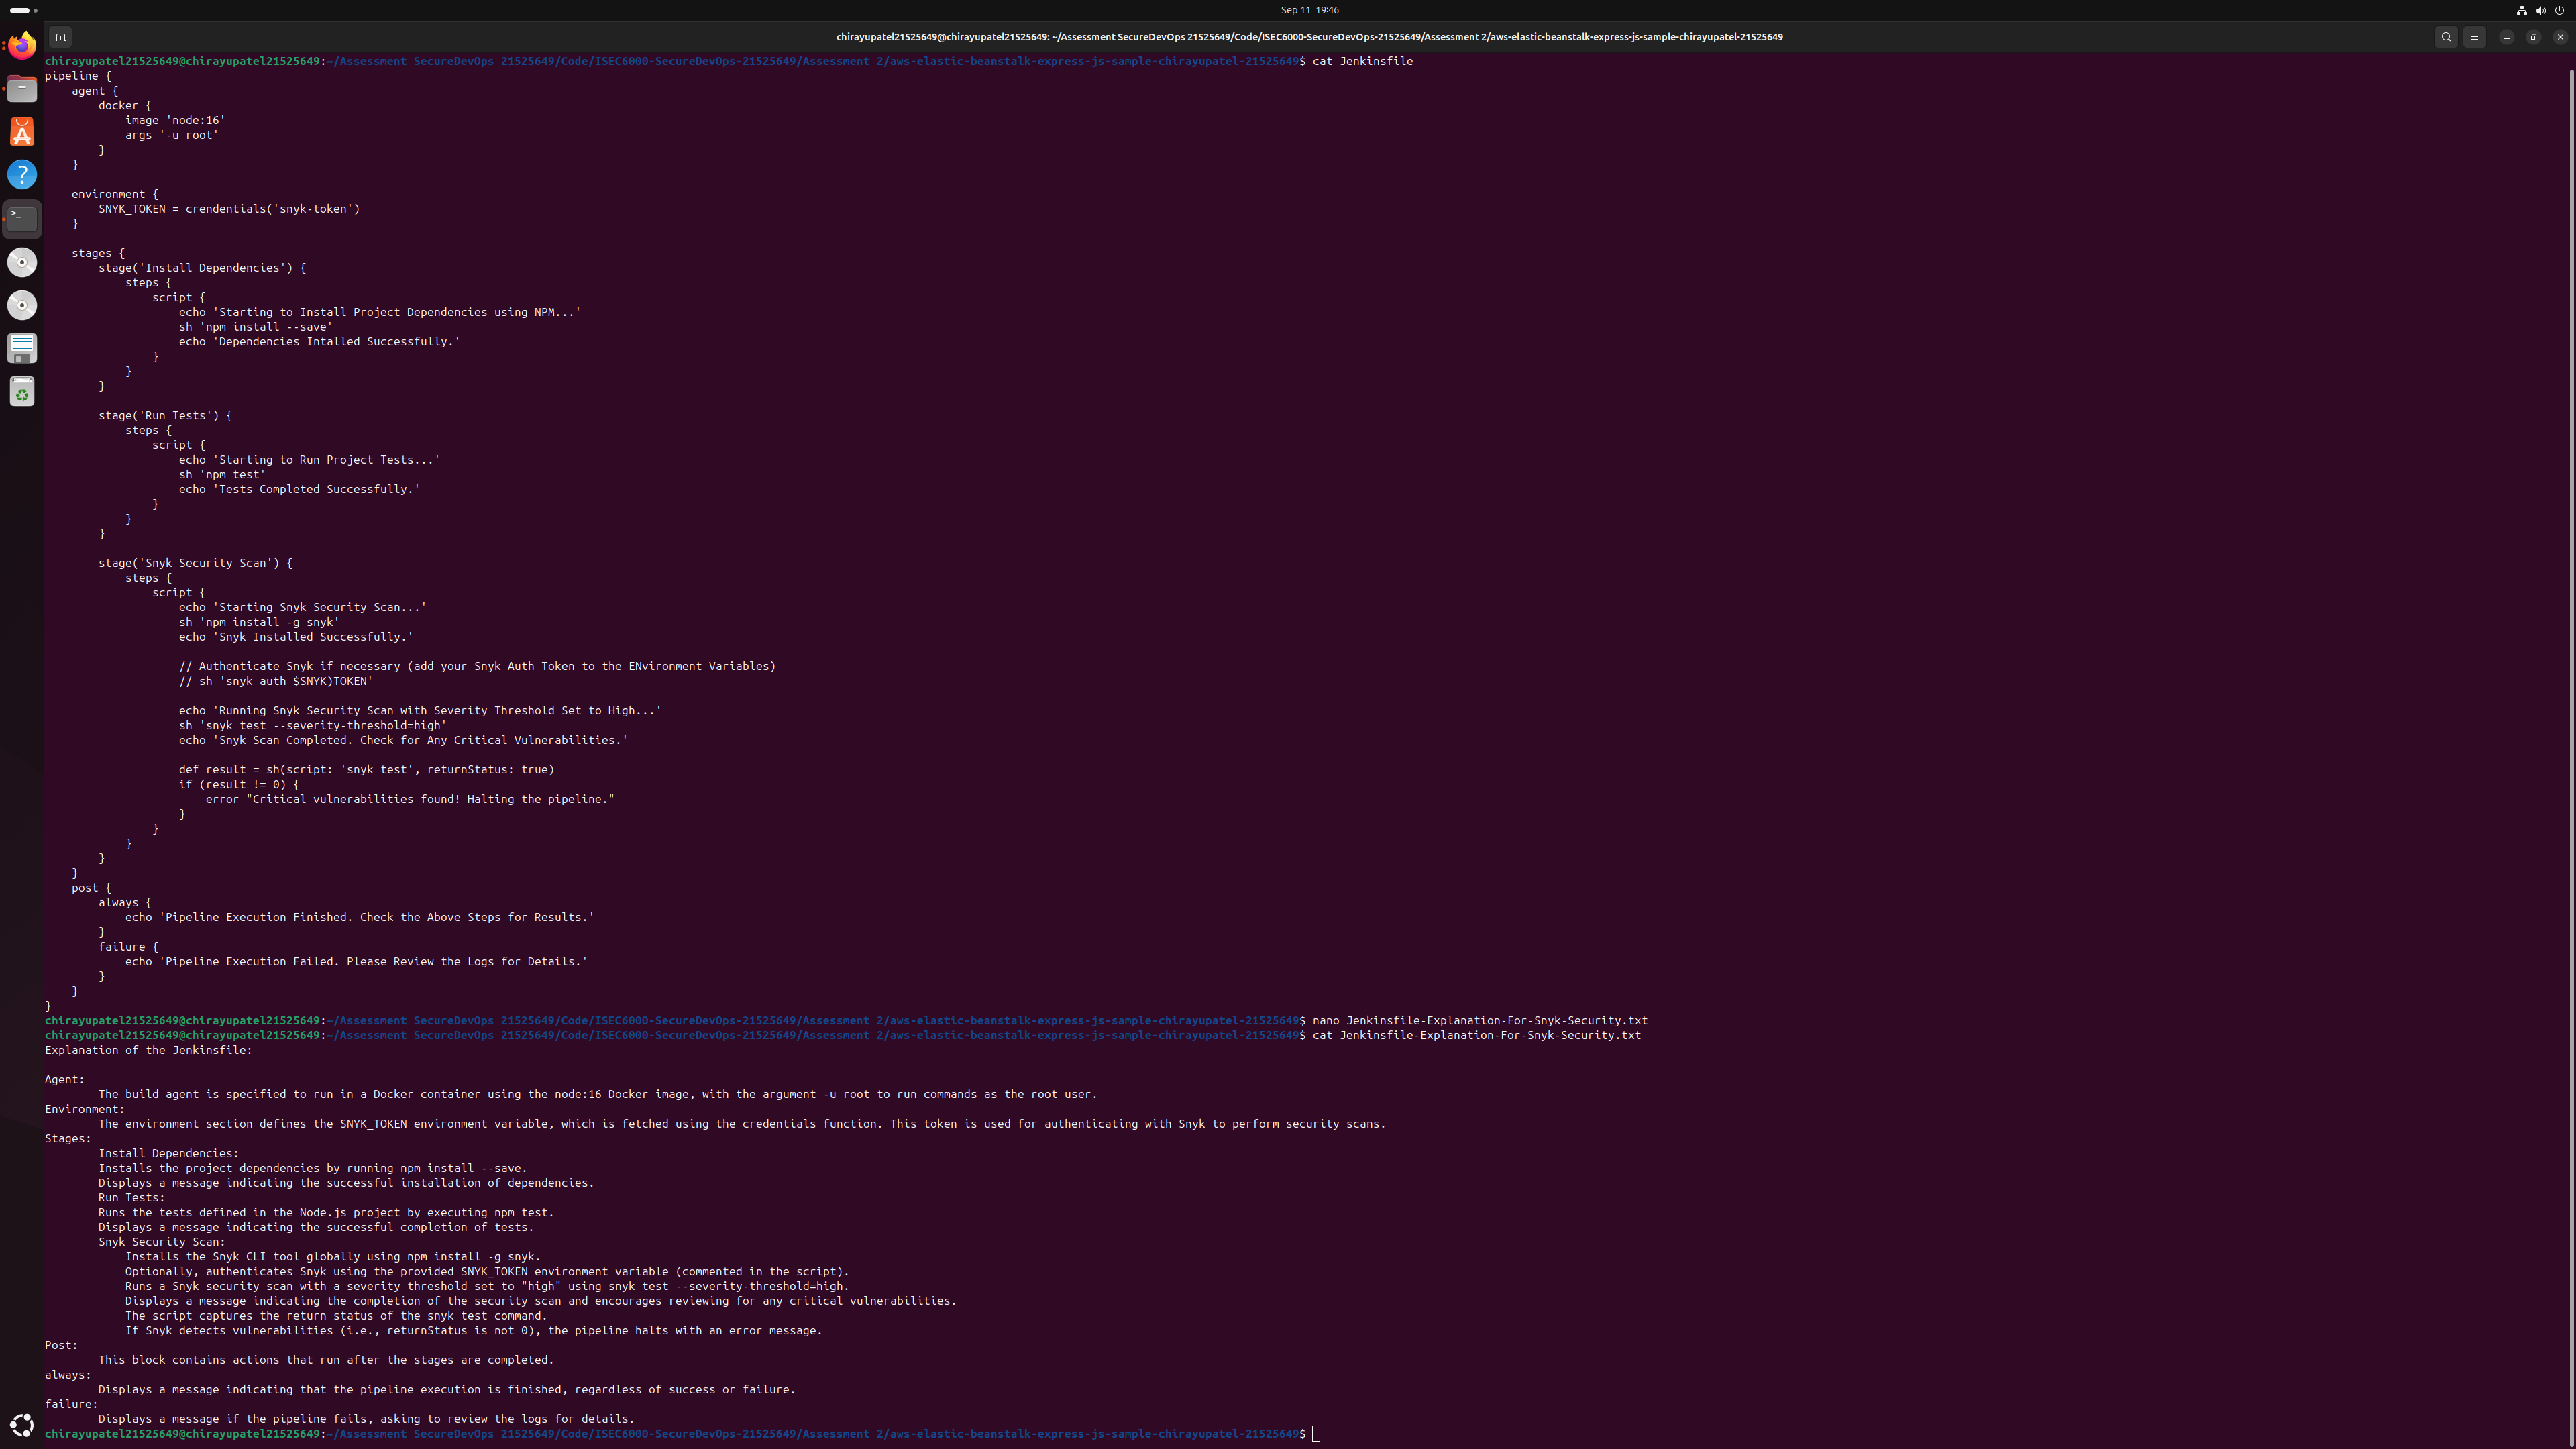 Sep 11 19:46
chirayupatel21525649@chirayupatel21525649: ~/Assessment SecureDevOps 21525649/Code/ISEC6000-SecureDevOps-21525649/Assessment 2/aws-elastic-beanstalk-express-js-sample-chirayupatel-21525649
chirayupatel21525649@chirayupatel21525649:~/Assessment SecureDevOps 21525649/Code/ISEC6000-SecureDevOps-21525649/Assessment 2/aws-elastic-beanstalk-express-js-sample-chirayupatel-21525649$ cat Jenkinsfile
pipeline {
    agent {
        docker {
            image 'node:16'
            args '-u root'
        }
    }

    environment {
        SNYK_TOKEN = crendentials('snyk-token')
    }

    stages {
        stage('Install Dependencies') {
            steps {
                script {
                    echo 'Starting to Install Project Dependencies using NPM...'
                    sh 'npm install --save'
                    echo 'Dependencies Intalled Successfully.'
                }
            }
        }

        stage('Run Tests') {
            steps {
                script {
                    echo 'Starting to Run Project Tests...'
                    sh 'npm test'
                    echo 'Tests Completed Successfully.'
                }
            }
        }

        stage('Snyk Security Scan') {
            steps {
                script {
                    echo 'Starting Snyk Security Scan...'
                    sh 'npm install -g snyk'
                    echo 'Snyk Installed Successfully.'

                    // Authenticate Snyk if necessary (add your Snyk Auth Token to the ENvironment Variables)
                    // sh 'snyk auth $SNYK)TOKEN'

                    echo 'Running Snyk Security Scan with Severity Threshold Set to High...'
                    sh 'snyk test --severity-threshold=high'
                    echo 'Snyk Scan Completed. Check for Any Critical Vulnerabilities.'

                    def result = sh(script: 'snyk test', returnStatus: true)
                    if (result != 0) {
                        error "Critical vulnerabilities found! Halting the pipeline."
                    }
                }
            }
        }
    }
    post {
        always {
            echo 'Pipeline Execution Finished. Check the Above Steps for Results.'
        }
        failure {
            echo 'Pipeline Execution Failed. Please Review the Logs for Details.'
        }
    }
}
chirayupatel21525649@chirayupatel21525649:~/Assessment SecureDevOps 21525649/Code/ISEC6000-SecureDevOps-21525649/Assessment 2/aws-elastic-beanstalk-express-js-sample-chirayupatel-21525649$ nano Jenkinsfile-Explanation-For-Snyk-Security.txt
chirayupatel21525649@chirayupatel21525649:~/Assessment SecureDevOps 21525649/Code/ISEC6000-SecureDevOps-21525649/Assessment 2/aws-elastic-beanstalk-express-js-sample-chirayupatel-21525649$ cat Jenkinsfile-Explanation-For-Snyk-Security.txt
Explanation of the Jenkinsfile:

Agent:
        The build agent is specified to run in a Docker container using the node:16 Docker image, with the argument -u root to run commands as the root user.
Environment:
        The environment section defines the SNYK_TOKEN environment variable, which is fetched using the credentials function. This token is used for authenticating with Snyk to perform security scans.
Stages:
        Install Dependencies:
        Installs the project dependencies by running npm install --save.
        Displays a message indicating the successful installation of dependencies.
        Run Tests:
        Runs the tests defined in the Node.js project by executing npm test.
        Displays a message indicating the successful completion of tests.
        Snyk Security Scan:
            Installs the Snyk CLI tool globally using npm install -g snyk.
            Optionally, authenticates Snyk using the provided SNYK_TOKEN environment variable (commented in the script).
            Runs a Snyk security scan with a severity threshold set to "high" using snyk test --severity-threshold=high.
            Displays a message indicating the completion of the security scan and encourages reviewing for any critical vulnerabilities.
            The script captures the return status of the snyk test command.
            If Snyk detects vulnerabilities (i.e., returnStatus is not 0), the pipeline halts with an error message.
Post:
        This block contains actions that run after the stages are completed.
always:
        Displays a message indicating that the pipeline execution is finished, regardless of success or failure.
failure:
        Displays a message if the pipeline fails, asking to review the logs for details.
chirayupatel21525649@chirayupatel21525649:~/Assessment SecureDevOps 21525649/Code/ISEC6000-SecureDevOps-21525649/Assessment 2/aws-elastic-beanstalk-express-js-sample-chirayupatel-21525649$